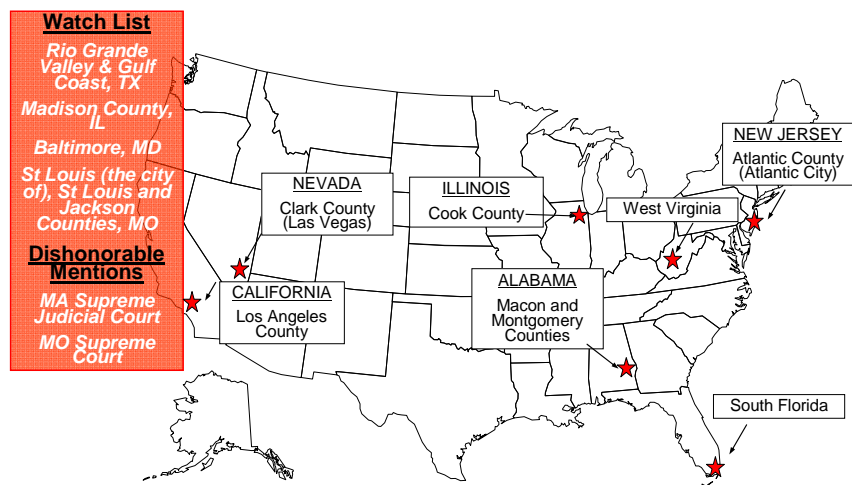 Watch List
Rio Grande
Valley & Gulf
Coast, TX
Madison County,
IL
Baltimore, MD
St Louis (the city
of), St Louis and
Jackson
Counties, MO
Dishonorable
Mentions
MA Supreme
Judicial Court
MO Supreme
Court
NEVADA
Clark County
(Las Vegas)
CALIFORNIA
Los Angeles
County
ILLINOIS
Cook County
ALABAMA
Macon and
Montgomery
Counties
West Virginia
NEW JERSEY
Atlantic County
(Atlantic City)
South Florida